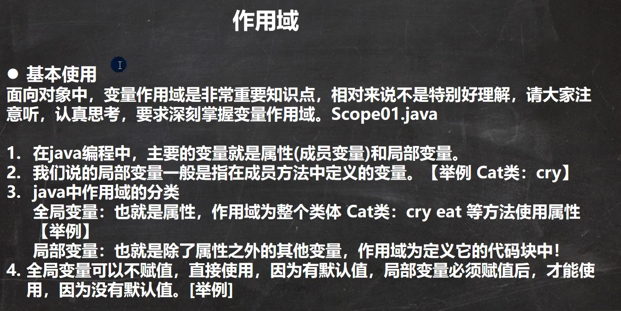 作用域
● 基本使用
面向对象中，变量作用域是非常重要知识点，相对来说不是特别好理解，请大家注
意听，认真思考，要求深刻掌握变量作用域。Scope01.java
1. 在java编程中，主要的变量就是属性(成员变量)和局部变量。
2. 我们说的局部变量一般是指在成员方法中定义的变量。【举例 Cat类：cry】
3. java中作用域的分类
全局变量：也就是属性，作用域为整个类体 Cat类：cry eat 等方法使用属性
【举例】
局部变量：也就是除了属性之外的其他变量，作用域为定义它的代码块中!
4. 全局变量可以不赋值，直接使用，因为有默认值，局部变量必须赋值后，才能使
用，因为没有默认值。[举例]